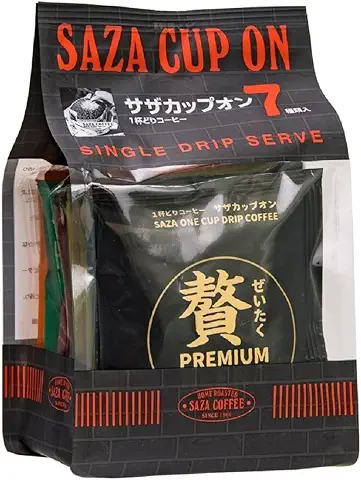 SAZA CUP ON
サザカップオン 7 種類入
1杯どりコーヒー
SINGLE DRIP SERVE
1杯どりコーヒー サザカップオン
SAZA ONE CUP DRIP COFFEE
贅
ぜいたく
PREMIUM
HOME ROASTED
SAZA COFFEE
SINCE 1969